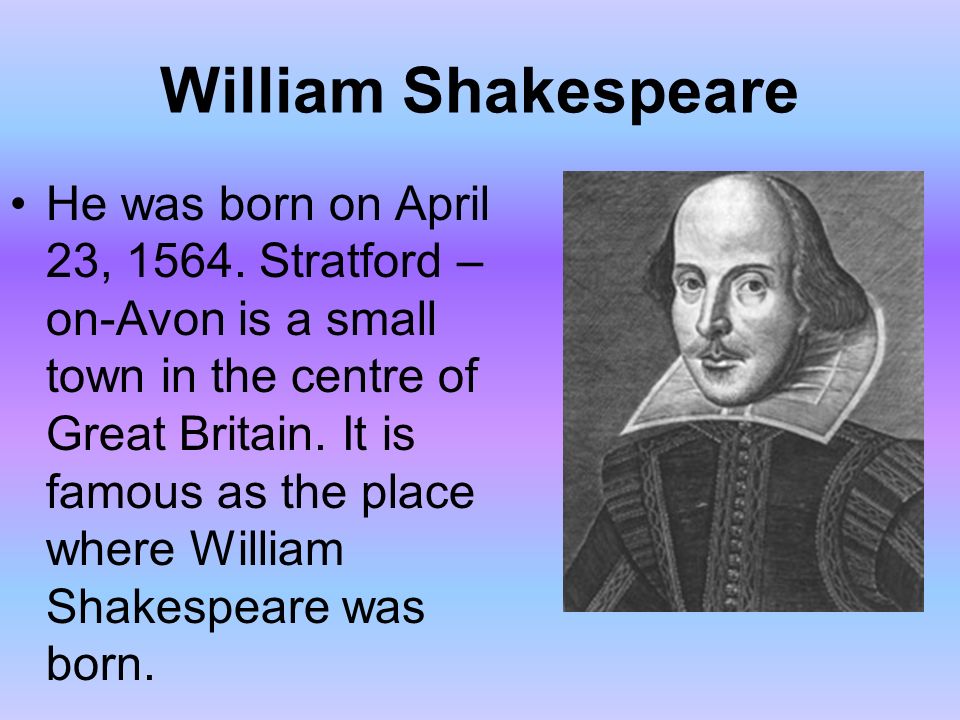 William Shakespeare
• He was born on April
23, 1564. Stratford –
on-Avon is a small
town in the centre of
Great Britain. It is
famous as the place
where William
Shakespeare was
born.